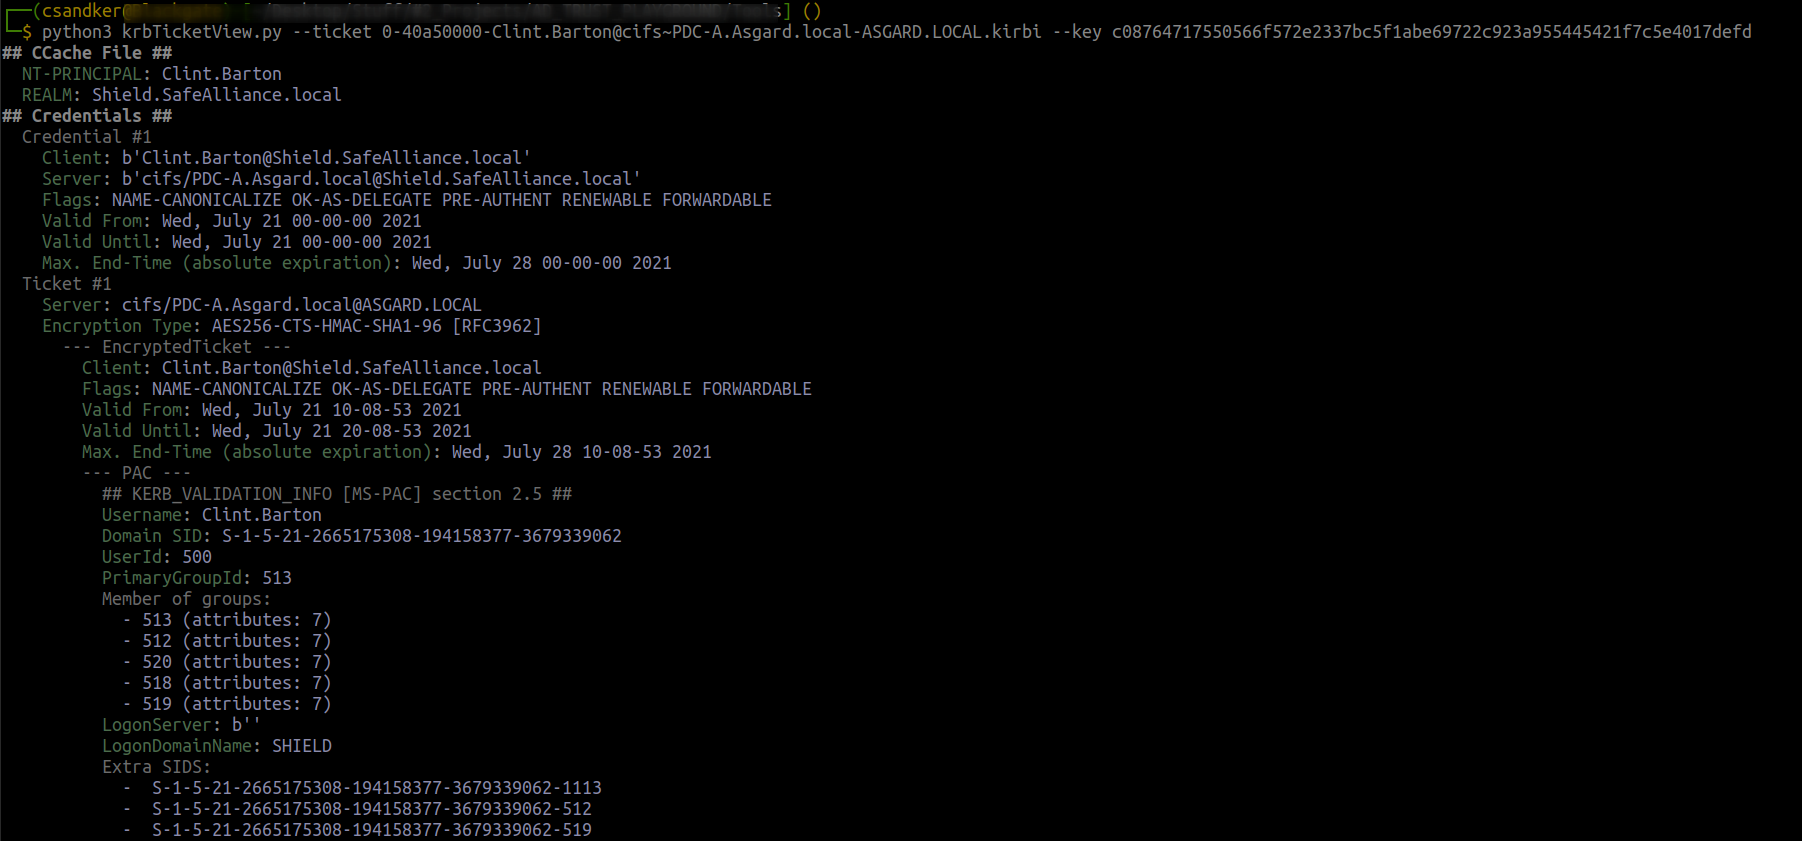 (csandker@s] ()
$ python3 krbTicketView.py --ticket 0-40a50000-Clint.Barton@cifs~PDC-A.Asgard.local-ASGARD.LOCAL.kirbi --key c08764717550566f572e2337bc5f1abe69722c923a955445421f7c5e4017defd
## CCache File ##
NT-PRINCIPAL: Clint.Barton
REALM: Shield.SafeAlliance.local
## Credentials ##
Credential #1
Client: b'Clint.Barton@Shield.SafeAlliance.local'
Server: b'cifs/PDC-A.Asgard.local@Shield.SafeAlliance.local'
Flags: NAME-CANONICALIZE OK-AS-DELEGATE PRE-AUTHENT RENEWABLE FORWARDABLE
Valid From: Wed, July 21 00-00-00 2021
Valid Until: Wed, July 21 00-00-00 2021
Max. End-Time (absolute expiration): Wed, July 28 00-00-00 2021
Ticket #1
Server: cifs/PDC-A.Asgard.local@ASGARD.LOCAL
Encryption Type: AES256-CTS-HMAC-SHA1-96 [RFC3962]
--- EncryptedTicket ---
Client: Clint.Barton@Shield.SafeAlliance.local
Flags: NAME-CANONICALIZE OK-AS-DELEGATE PRE-AUTHENT RENEWABLE FORWARDABLE
Valid From: Wed, July 21 10-08-53 2021
Valid Until: Wed, July 21 20-08-53 2021
Max. End-Time (absolute expiration): Wed, July 28 10-08-53 2021
--- PAC ---
## KERB_VALIDATION_INFO [MS-PAC] section 2.5 ##
Username: Clint.Barton
Domain SID: S-1-5-21-2665175308-194158377-3679339062
UserId: 500
PrimaryGroupId: 513
Member of groups:
- 513 (attributes: 7)
- 512 (attributes: 7)
- 520 (attributes: 7)
- 518 (attributes: 7)
- 519 (attributes: 7)
LogonServer: b''
LogonDomainName: SHIELD
Extra SIDS:
- S-1-5-21-2665175308-194158377-3679339062-1113
- S-1-5-21-2665175308-194158377-3679339062-512
- S-1-5-21-2665175308-194158377-3679339062-519